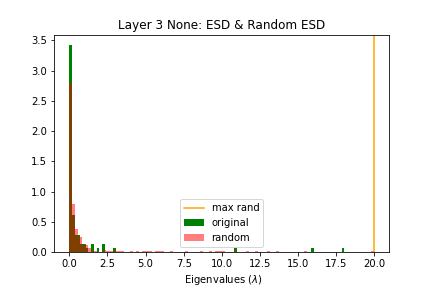 Layer 3 None: ESD & Random ESD
3.5
3.0
2.5
2.0
1.5
1.0
0.5
0.0
max rand
original
random
0.0 2.5 5.0 7.5 10.0 12.5 15.0 17.5 20.0
Eigenvalues (λ)